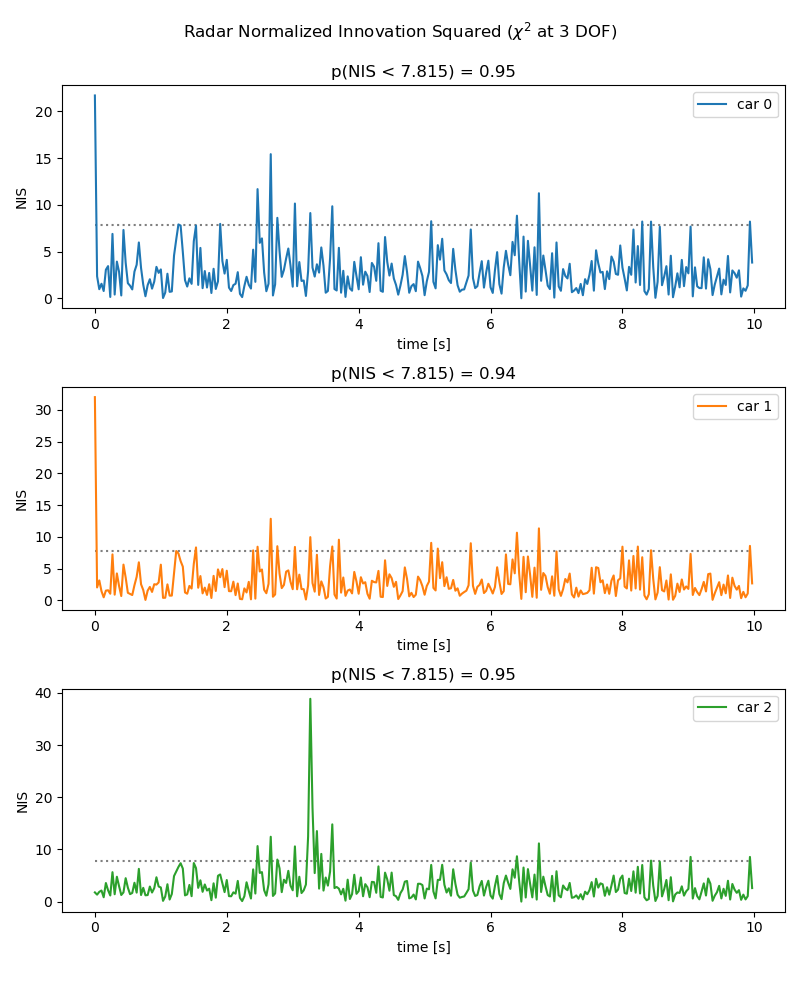 Radar Normalized Innovation Squared (χ² at 3 DOF)
p(NIS < 7.815) = 0.95
car 0
20
15
10
5
0
NIS
0 2 4 6 8 10
time [s]
p(NIS < 7.815) = 0.94
car 1
30
25
20
15
10
5
0
NIS
0 2 4 6 8 10
time [s]
p(NIS < 7.815) = 0.95
car 2
40
30
20
10
0
NIS
0 2 4 6 8 10
time [s]